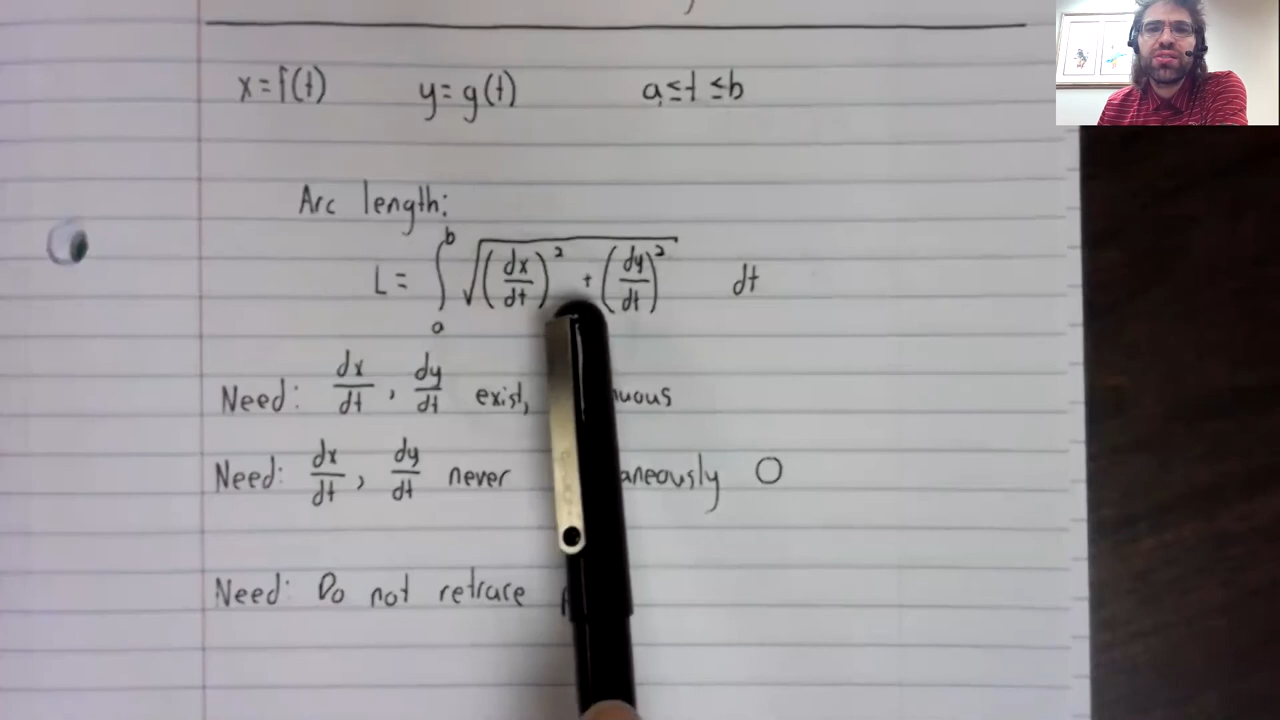 x=f(t) y=g(t) a≤t≤b
Arc length:
L = ∫_a^b √((dx/dt)² + (dy/dt)²) dt
Need: dx/dt, dy/dt exist,
Need: dx/dt, dy/dt never 0
Need: Do not retrace